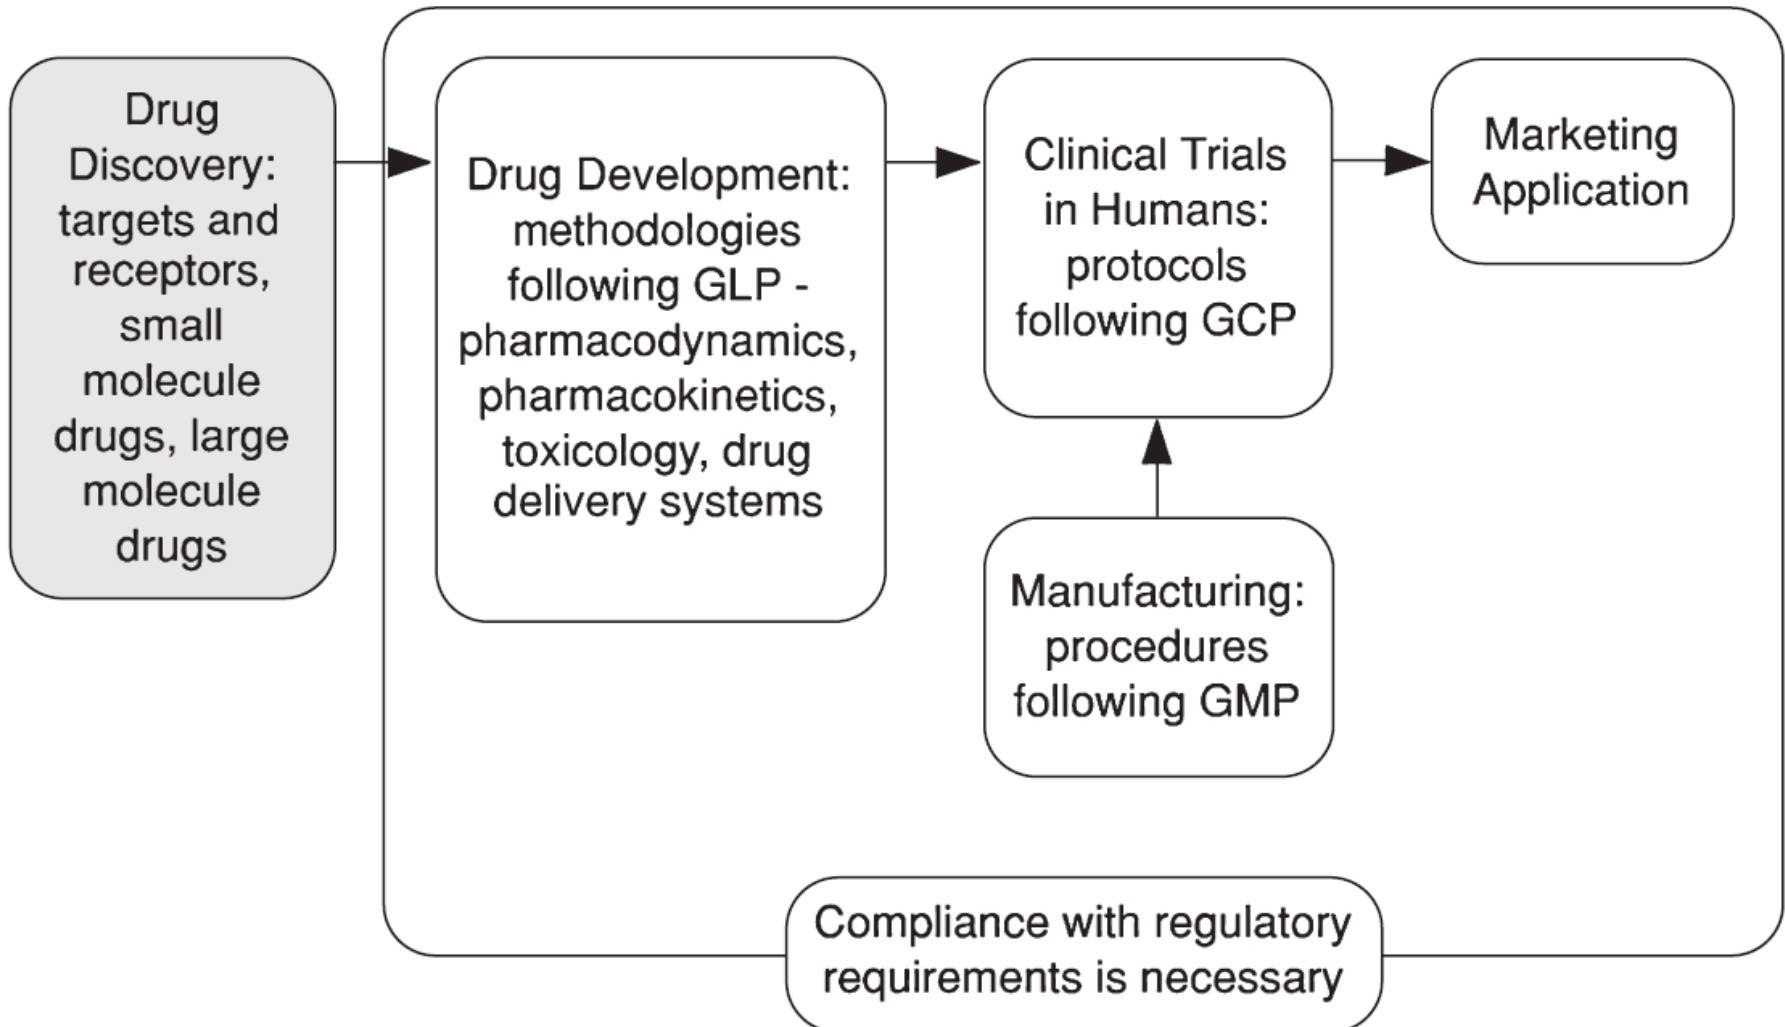 Drug
Discovery:
targets and
receptors,
small
molecule
drugs, large
molecule
drugs
Drug Development:
methodologies
following GLP -
pharmacodynamics,
pharmacokinetics,
toxicology, drug
delivery systems
Clinical Trials
in Humans:
protocols
following GCP
Marketing
Application
Manufacturing:
procedures
following GMP
Compliance with regulatory
requirements is necessary